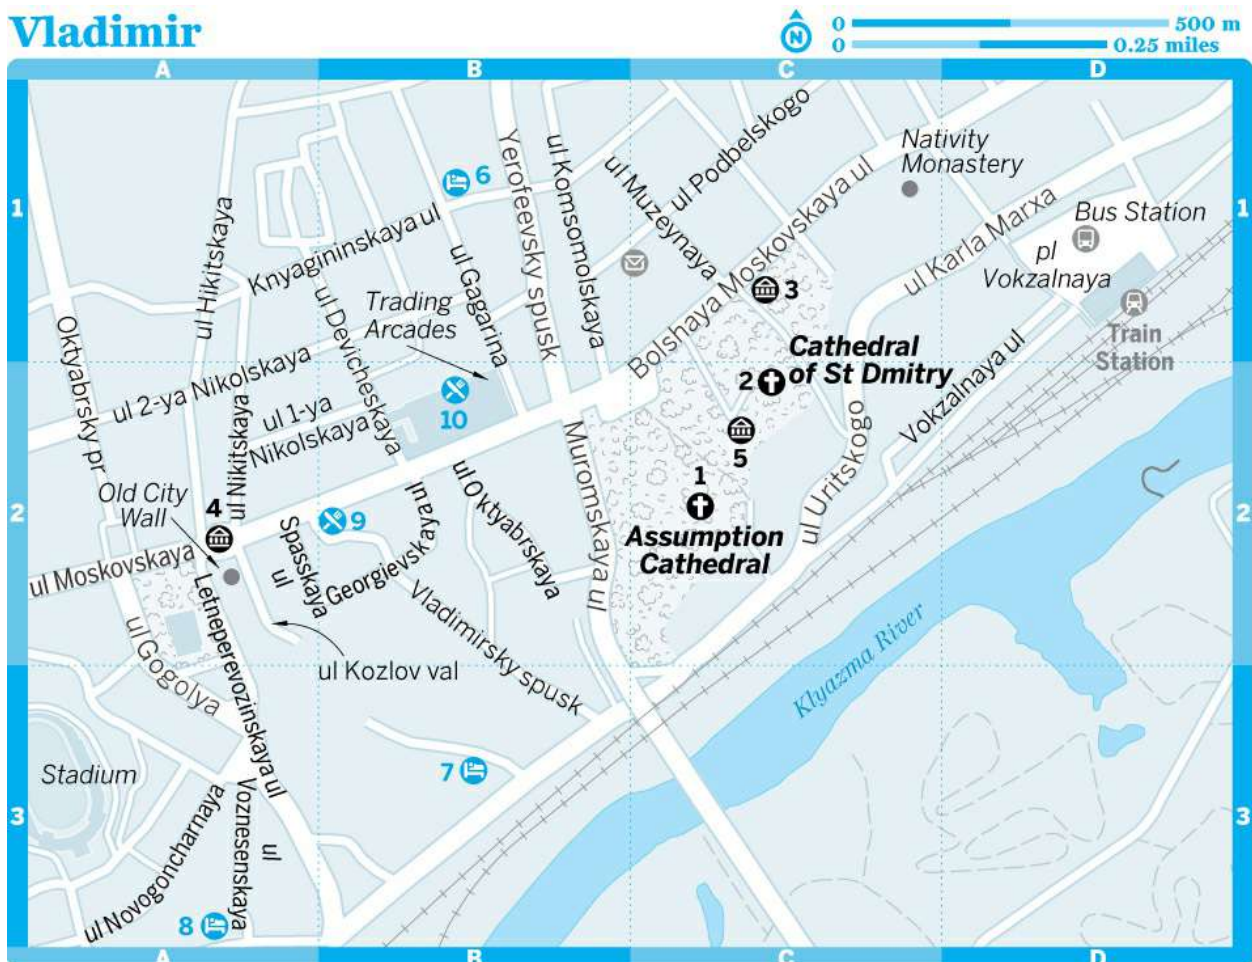 Vladimir
0 500 m
0 0.25 miles
A B C D
1
2
3
1
2
3
A B C D
Nativity
Monastery
Bus Station
pl
Vokzalnaya
Train
Station
ul Podbelskogo
ul Muzeynaya
Yerofeevsky spusk
ul Komsomolskaya
6
Knyagininskaya ul
ul Hikitskaya
ul Gagarina
ul Devicheskaya
Trading
Arcades
Bolshaya Moskovskaya ul
ul Karla Marxa
3
Oktyabrsky pr
ul 2-ya Nikolskaya
ul 1-ya
Nikolskaya
ul Nikitskaya
10
Cathedral
of St Dmitry
2
5
1
Assumption
Cathedral
Vokzalnaya ul
ul Uritskogo
Old City
Wall
4
9
ul Moskovskaya
Spasskaya
ul
Georgievskaya
ul
ul Oktyabrskaya
Muromskaya ul
Vladimirsky spusk
ul Kozlov val
Letneperevozinskaya ul
ul Gogolya
Klyazma River
Stadium
7
ul Novogoncharnaya
Voznesenskaya
ul
8